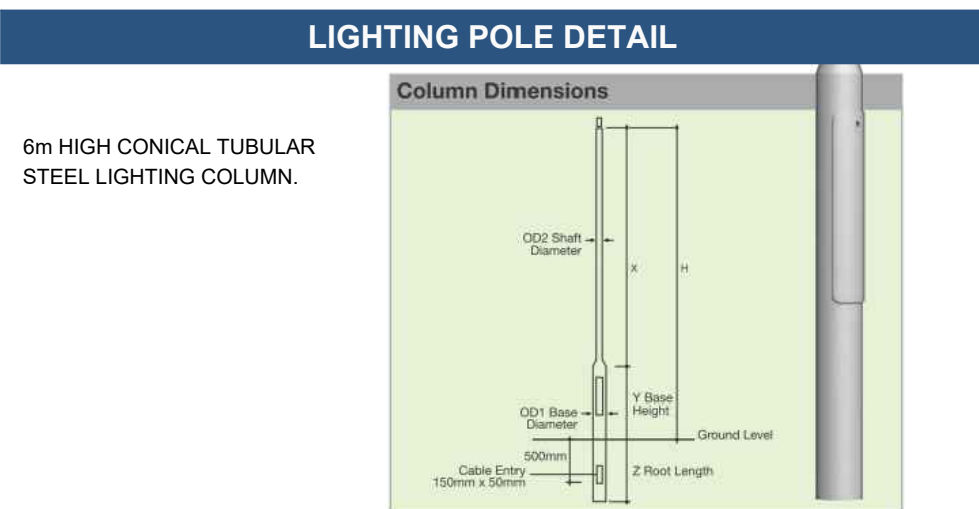 LIGHTING POLE DETAIL
6m HIGH CONICAL TUBULAR
STEEL LIGHTING COLUMN.
Column Dimensions
OD2 Shaft
Diameter
X
H
Y Base
Height
OD1 Base
Diameter
Ground Level
500mm
Cable Entry
150mm x 50mm
Z Root Length